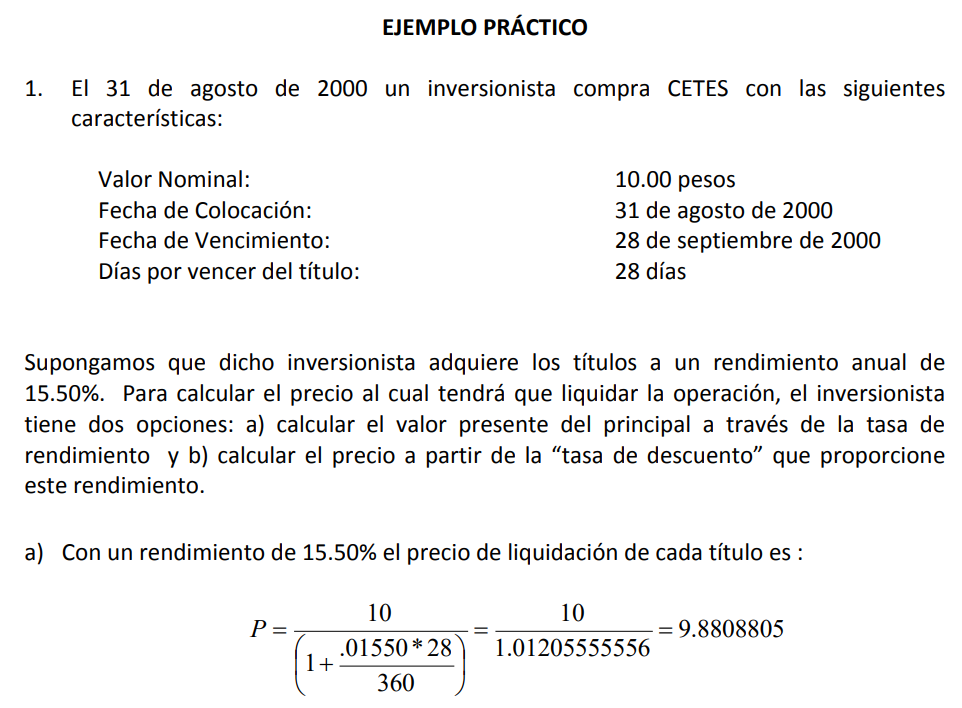 EJEMPLO PRÁCTICO
1. El 31 de agosto de 2000 un inversionista compra CETES con las siguientes
características:
Valor Nominal: 10.00 pesos
Fecha de Colocación: 31 de agosto de 2000
Fecha de Vencimiento: 28 de septiembre de 2000
Días por vencer del título: 28 días
Supongamos que dicho inversionista adquiere los títulos a un rendimiento anual de
15.50%. Para calcular el precio al cual tendrá que liquidar la operación, el inversionista
tiene dos opciones: a) calcular el valor presente del principal a través de la tasa de
rendimiento y b) calcular el precio a partir de la “tasa de descuento” que proporcione
este rendimiento.
a) Con un rendimiento de 15.50% el precio de liquidación de cada título es :
P = 10 / (1 + .01550 * 28 / 360) = 10 / 1.01205555556 = 9.8808805